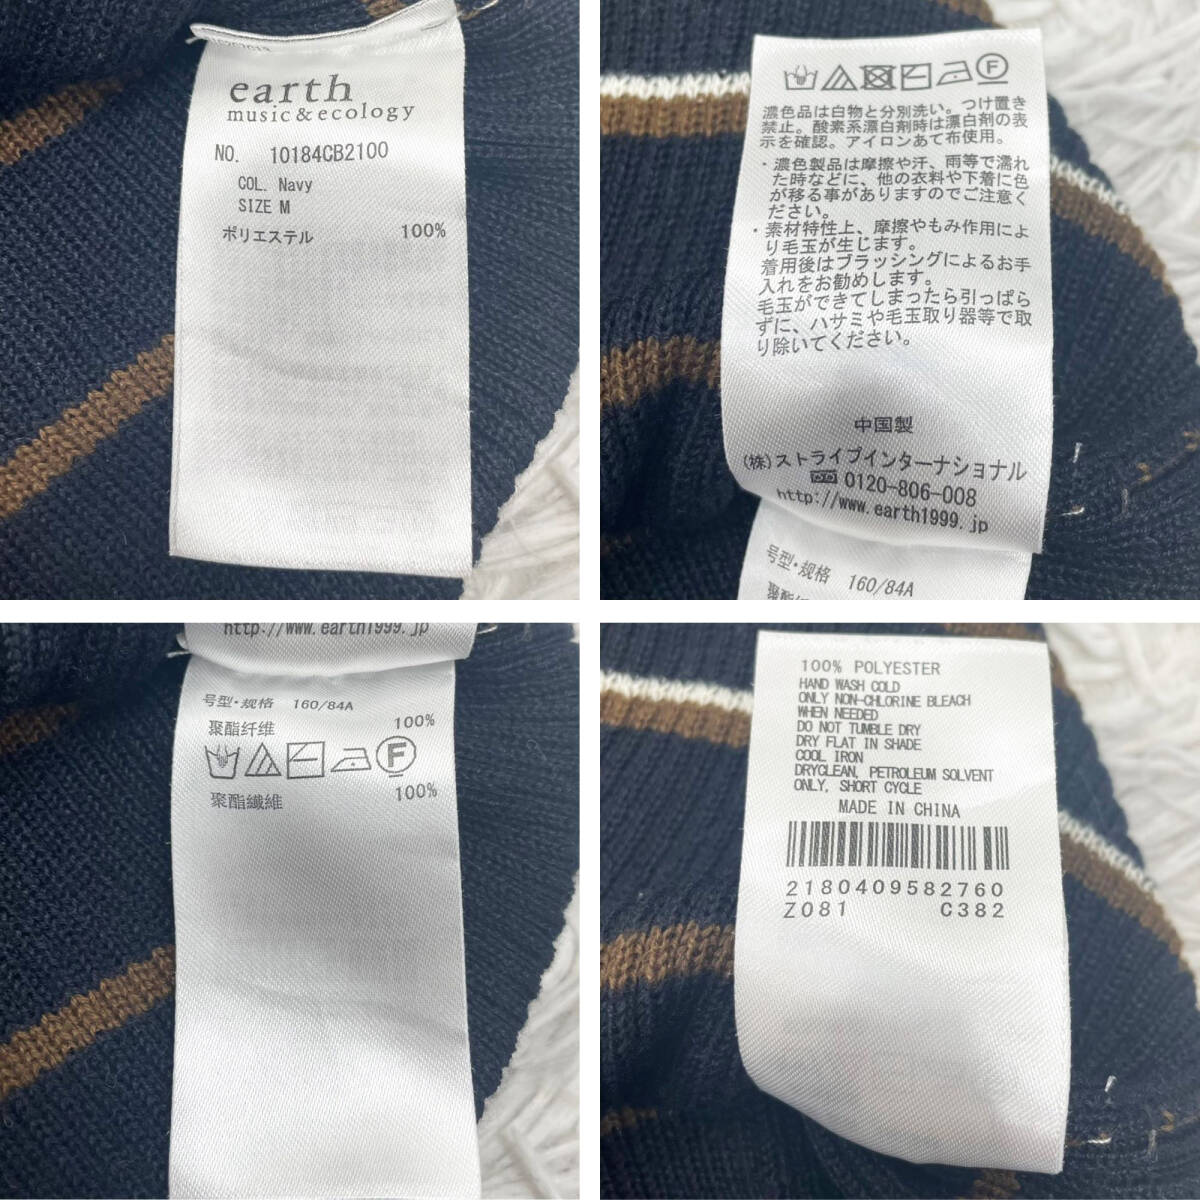 earth
music&ecology
NO. 10184CB2100
COL. Navy
SIZE M
ポリエステル 100%
濃色品は白物と分別洗い。つけ置き
禁止。酸素系漂白剤時は漂白剤の表
示を確認。アイロンあて布使用。
・濃色製品は摩擦や汗、雨等で濡れ
た時などに、他の衣料や下着に色
が移る事がありますのでご注意く
ださい。
・素材特性上、摩擦やもみ作用によ
り毛玉が生じます。
着用後はブラッシングによるお手
入れをお勧めします。
毛玉ができてしまったら引っぱら
ずに、ハサミや毛玉取り器等で取
り除いてください。
中国製
(株)ストライプインターナショナル
0120-806-008
http://www.earth1999.jp
号型・规格 160/84A
http://www.earth1999.jp
号型・规格 160/84A
聚酯纤维 100%
聚酯纖維 100%
100% POLYESTER
HAND WASH COLD
ONLY NON-CHLORINE BLEACH
WHEN NEEDED
DO NOT TUMBLE DRY
DRY FLAT IN SHADE
COOL IRON
DRYCLEAN, PETROLEUM SOLVENT
ONLY, SHORT CYCLE
MADE IN CHINA
2180409582760
Z081 C382